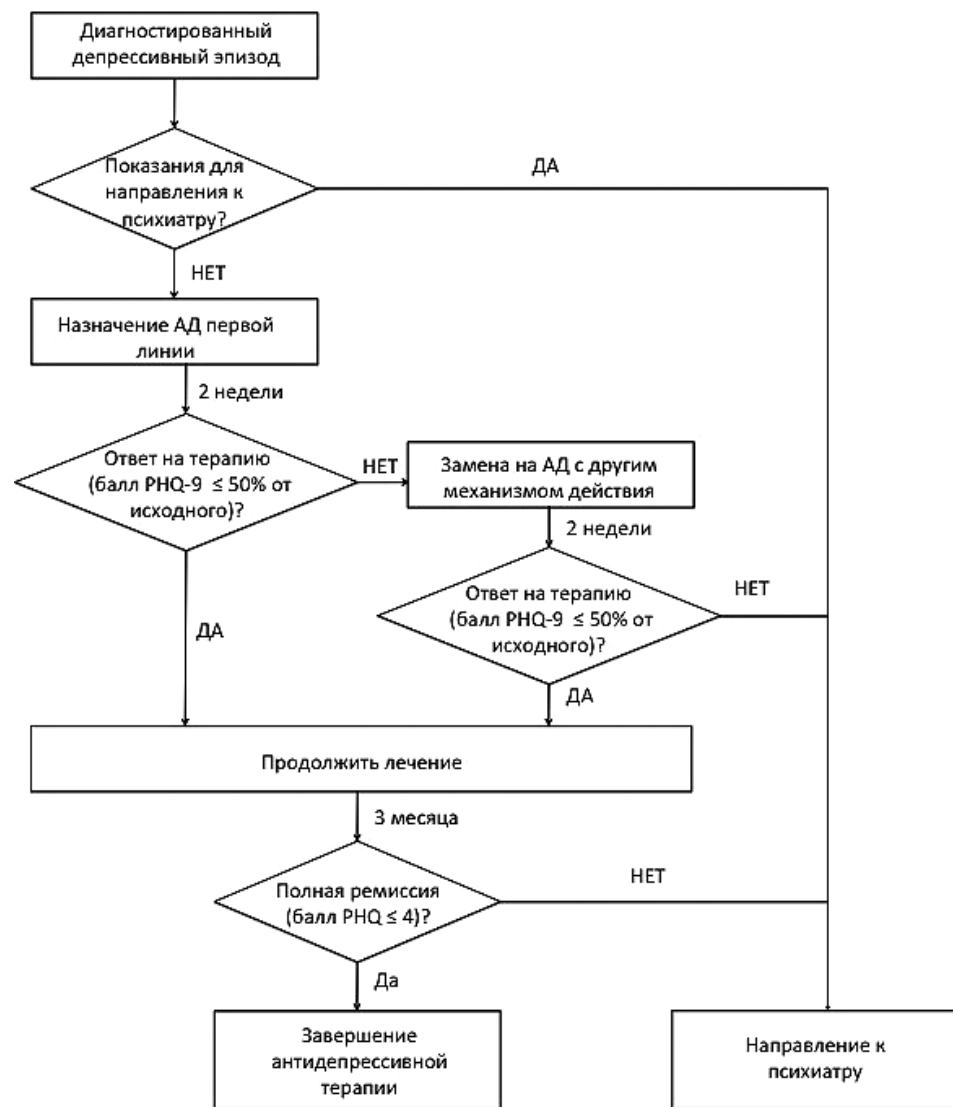 Диагностированный
депрессивный эпизод
Показания для
направления к
психиатру?
ДА
НЕТ
Назначение АД первой
линии
2 недели
Ответ на терапию
(балл PHQ-9 ≤ 50% от
исходного)?
НЕТ
Замена на АД с другим
механизмом действия
2 недели
Ответ на терапию
(балл PHQ-9 ≤ 50% от
исходного)?
НЕТ
ДА
ДА
Продолжить лечение
3 месяца
Полная ремиссия
(балл PHQ ≤ 4)?
НЕТ
Да
Завершение
антидепрессивной
терапии
Направление к
психиатру